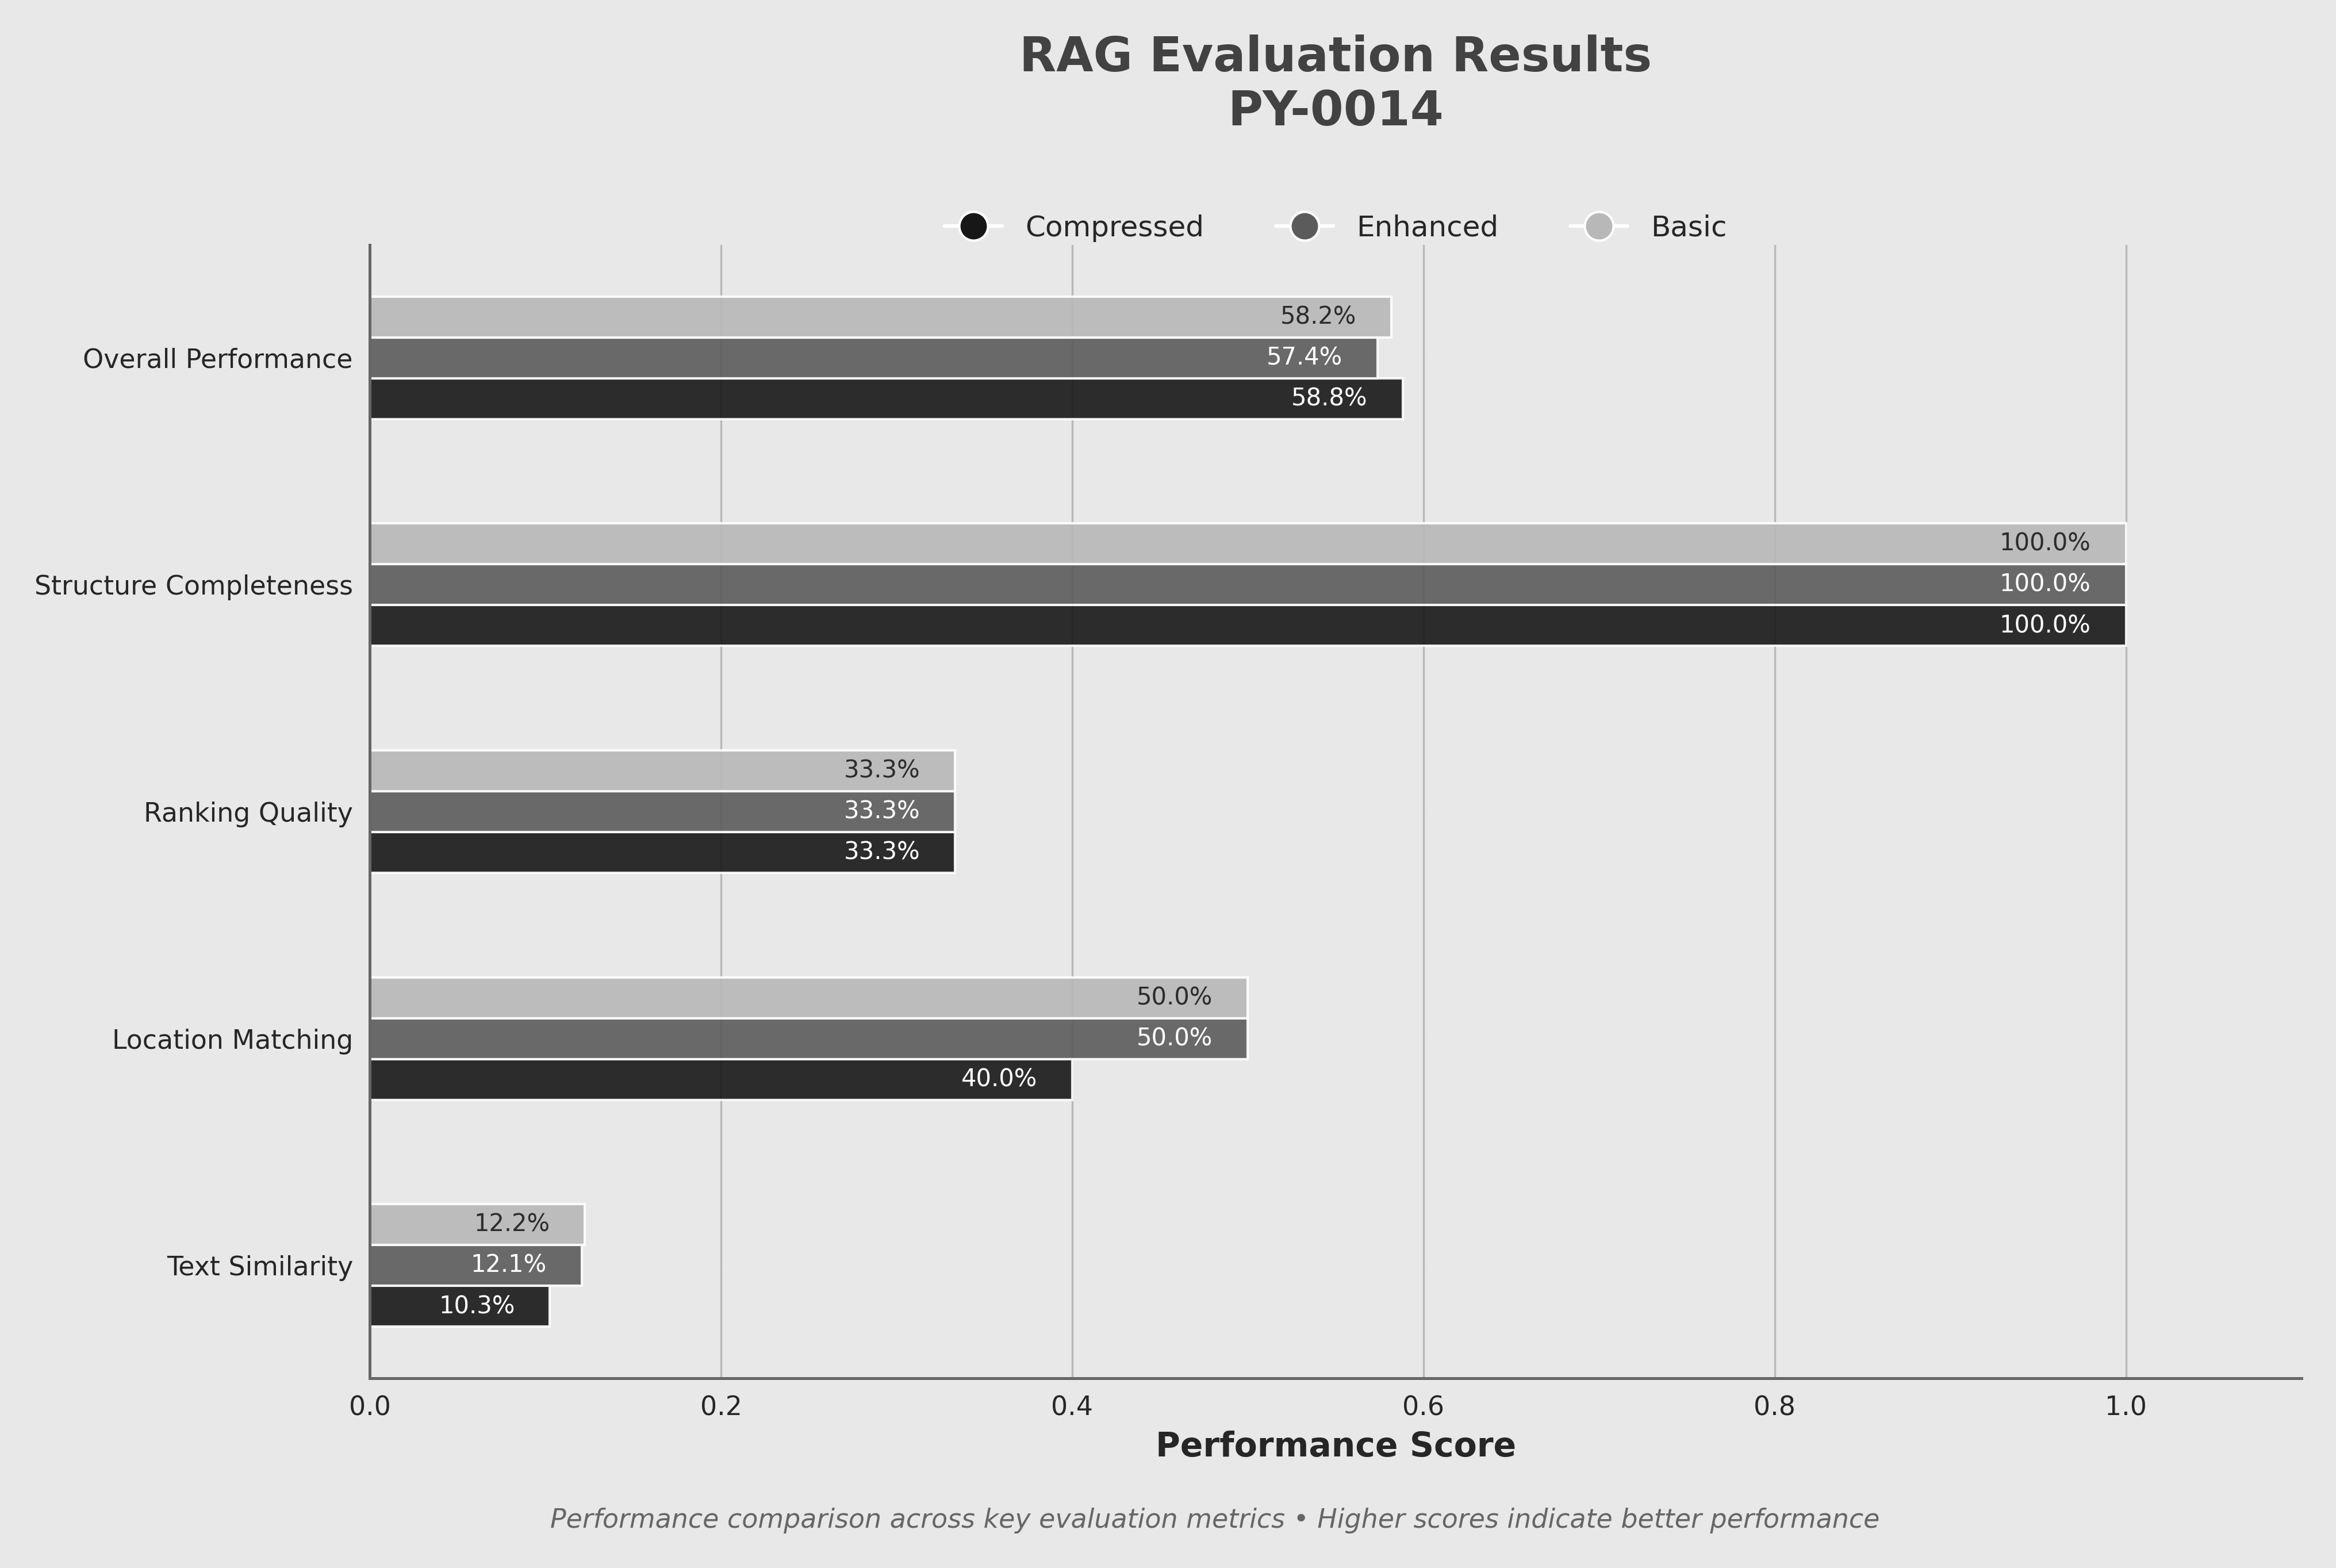 RAG Evaluation Results
PY-0014
Compressed
Enhanced
Basic
Overall Performance
58.2%
57.4%
58.8%
Structure Completeness
100.0%
100.0%
100.0%
Ranking Quality
33.3%
33.3%
33.3%
Location Matching
50.0%
50.0%
40.0%
Text Similarity
12.2%
12.1%
10.3%
0.0 0.2 0.4 0.6 0.8 1.0
Performance Score
Performance comparison across key evaluation metrics • Higher scores indicate better performance